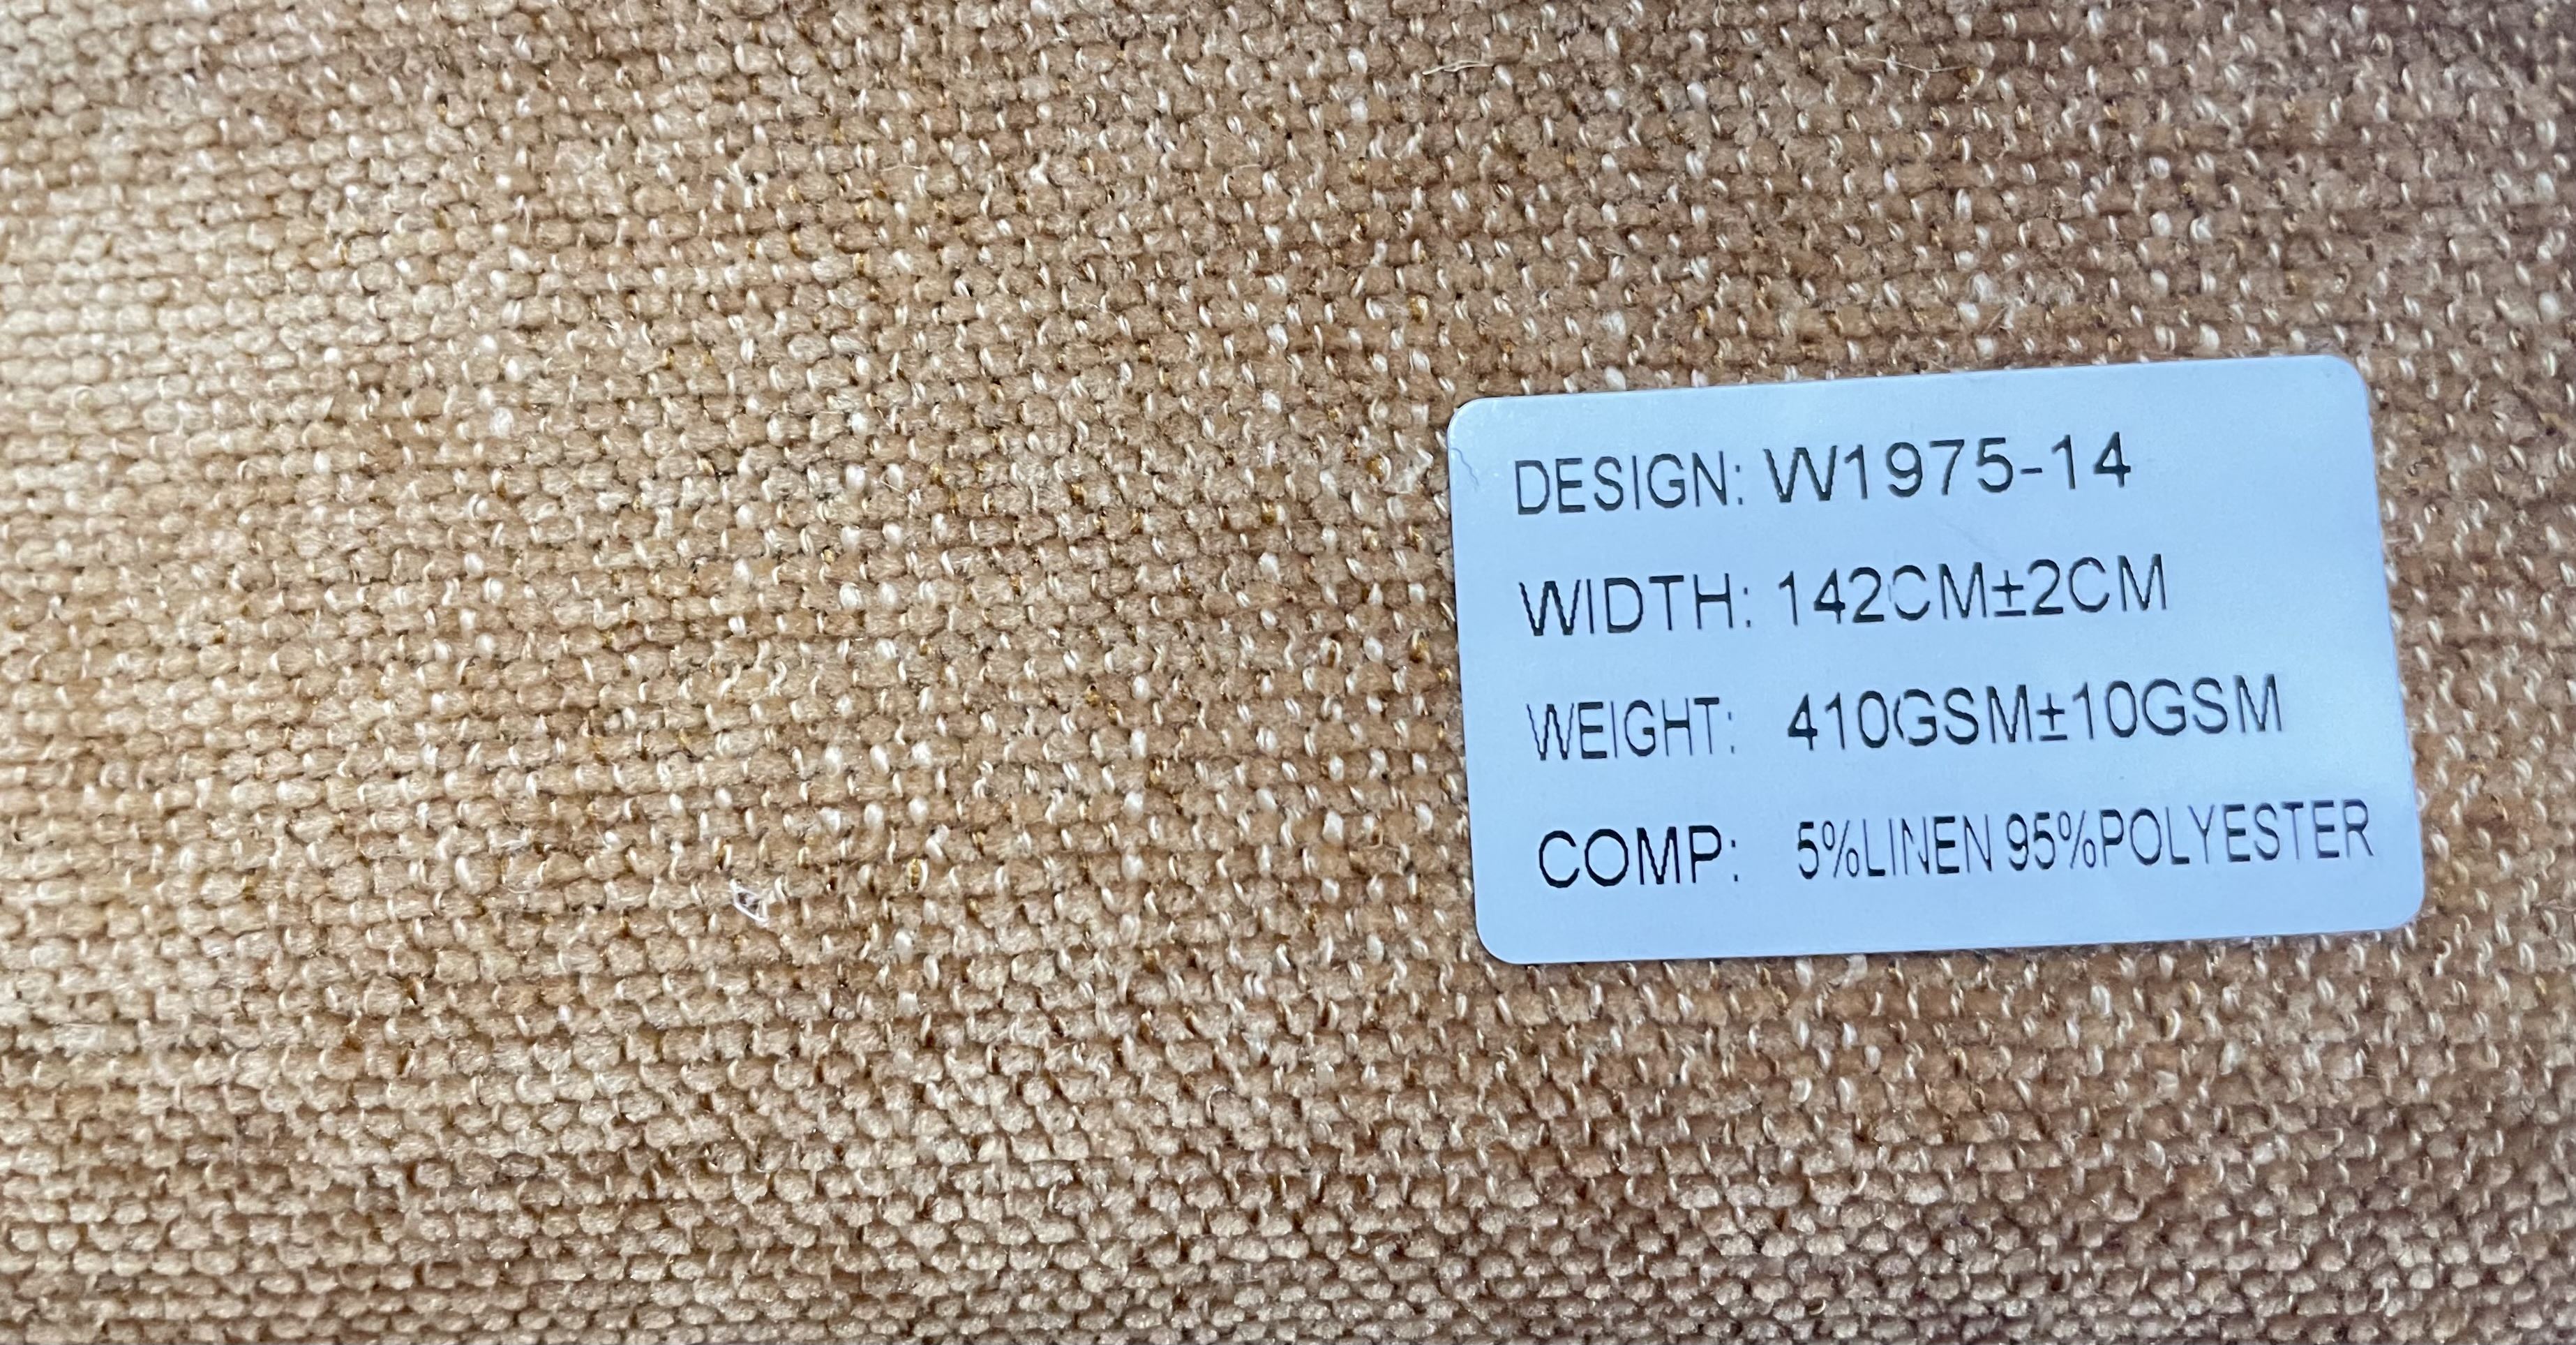 DESIGN: W1975-14
WIDTH: 142CM±2CM
WEIGHT: 410GSM±10GSM
COMP: 5%LINEN 95%POLYESTER